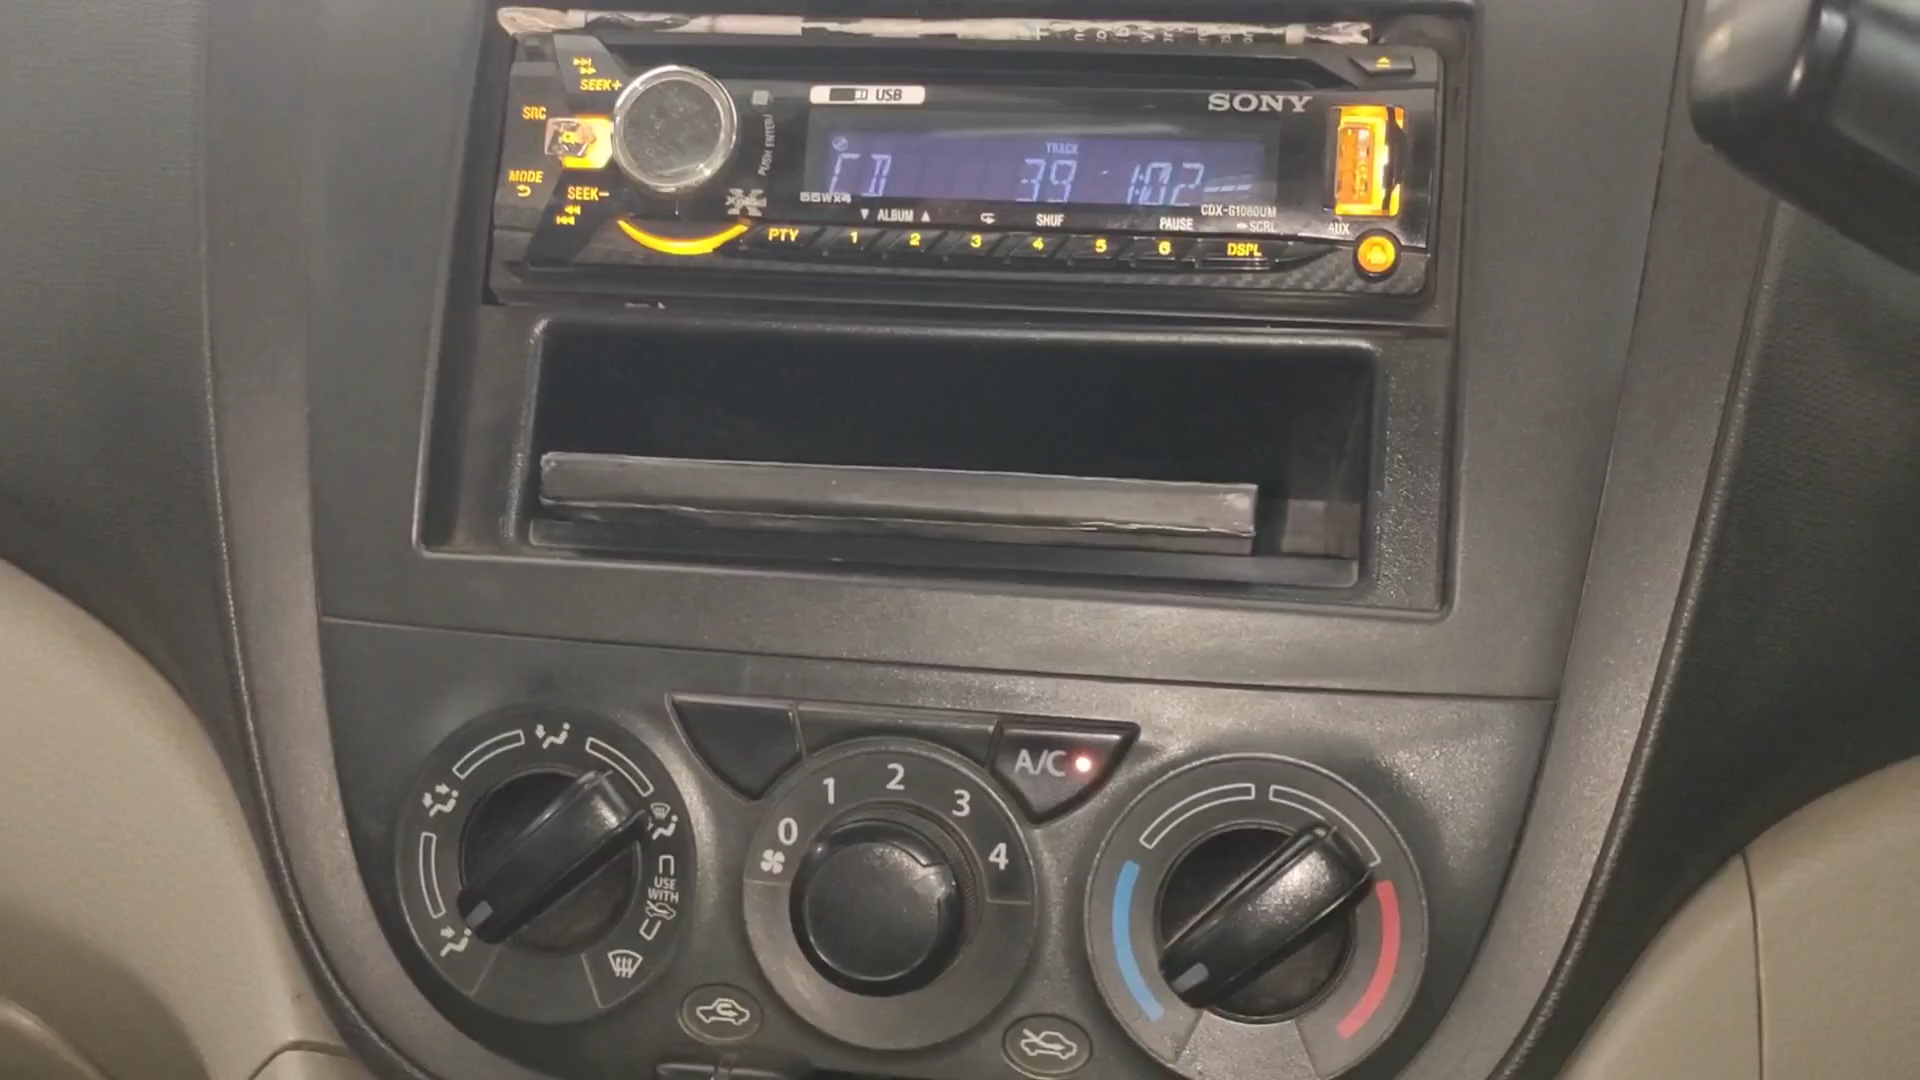 SEEK+
SRC
MODE
SEEK-
PUSH ENTER/
USB
SONY
CD
TRACK
39
1:02
55WX4
CDX-G1080UM
ALBUM
SHUF
PAUSE
SCRL
AUX
PTY 1 2 3 4 5 6 DSPL
A/C
0 1 2 3 4
USE
WITH